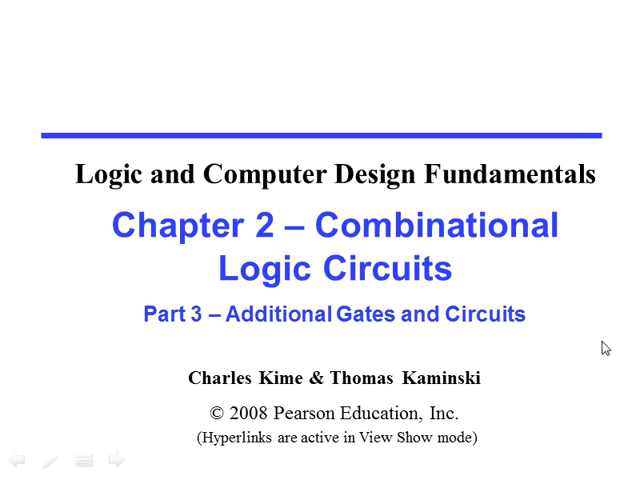 Logic and Computer Design Fundamentals
Chapter 2 – Combinational
Logic Circuits
Part 3 – Additional Gates and Circuits
Charles Kime & Thomas Kaminski
© 2008 Pearson Education, Inc.
(Hyperlinks are active in View Show mode)